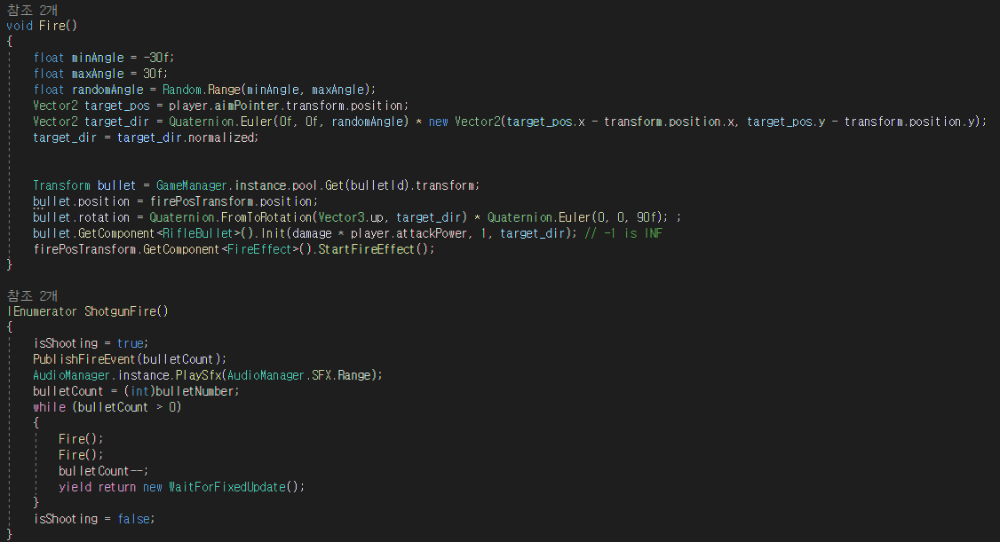 참조 2개
void Fire()
{
float minAngle = -30f;
float maxAngle = 30f;
float randomAngle = Random.Range(minAngle, maxAngle);
Vector2 target_pos = player.aimPointer.transform.position;
Vector2 target_dir = Quaternion.Euler(0f, 0f, randomAngle) * new Vector2(target_pos.x - transform.position.x, target_pos.y - transform.position.y);
target_dir = target_dir.normalized;
Transform bullet = GameManager.instance.pool.Get(bulletId).transform;
bullet.position = firePosTransform.position;
bullet.rotation = Quaternion.FromToRotation(Vector3.up, target_dir) * Quaternion.Euler(0, 0, 90f); ;
bullet.GetComponent<RifleBullet>().Init(damage * player.attackPower, 1, target_dir); // -1 is INF
firePosTransform.GetComponent<FireEffect>().StartFireEffect();
}
참조 2개
IEnumerator ShotgunFire()
{
isShooting = true;
PublishFireEvent(bulletCount);
AudioManager.instance.PlaySfx(AudioManager.SFX.Range);
bulletCount = (int)bulletNumber;
while (bulletCount > 0)
{
Fire();
Fire();
bulletCount--;
yield return new WaitForFixedUpdate();
}
isShooting = false;
}